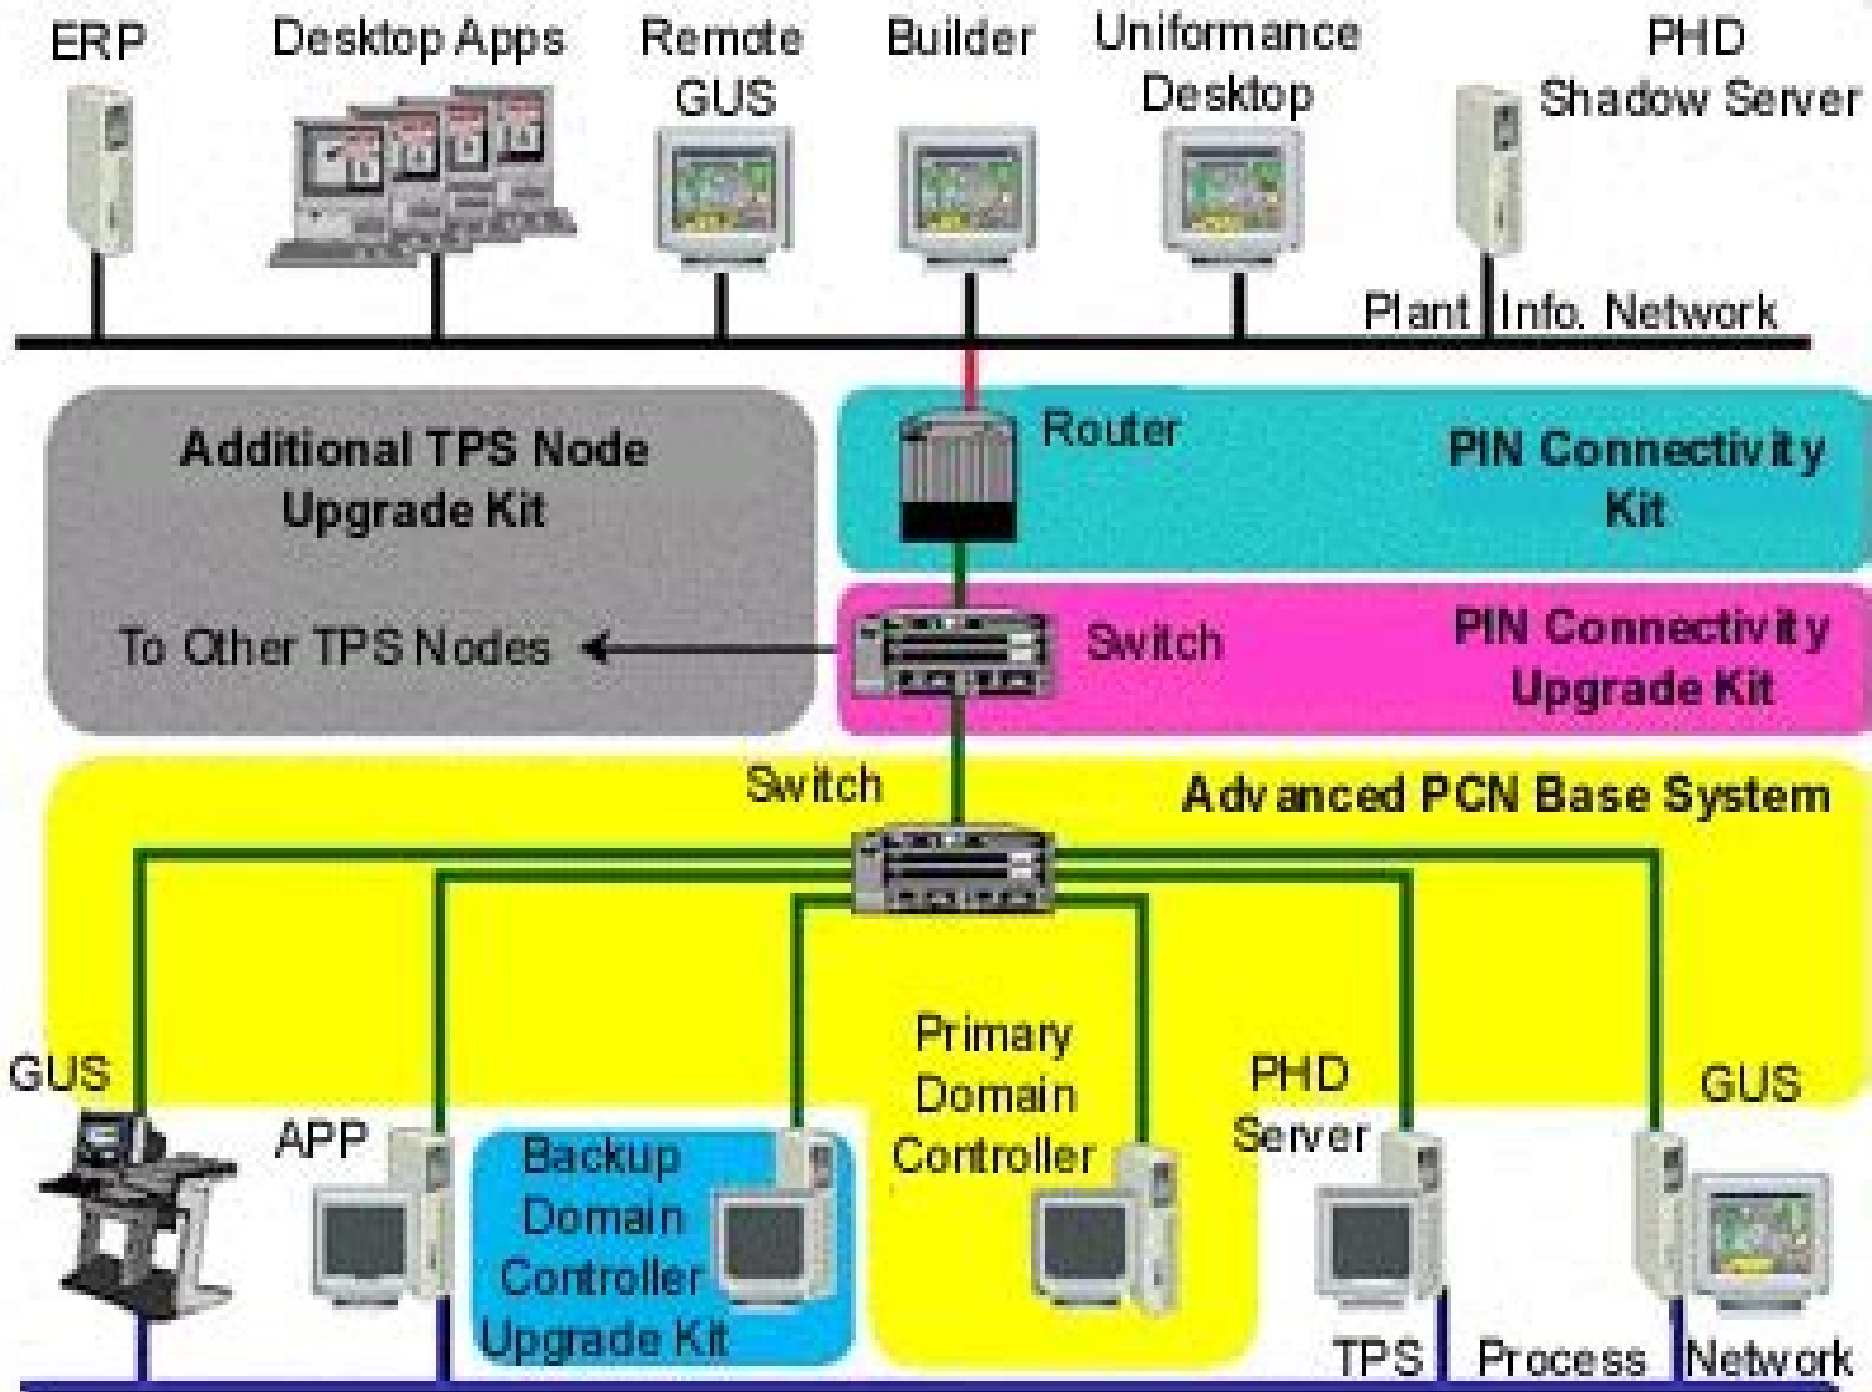 ERP
Desktop Apps
Remote
GUS
Builder
Uniformance
Desktop
PHD
Shadow Server
Plant Info. Network
Additional TPS Node
Upgrade Kit
To Other TPS Nodes
Router
PIN Connectivity
Kit
Switch
PIN Connectivity
Upgrade Kit
Switch
Advanced PCN Base System
GUS
APP
Backup
Domain
Controller
Upgrade Kit
Primary
Domain
Controller
PHD
Server
GUS
TPS Process Network